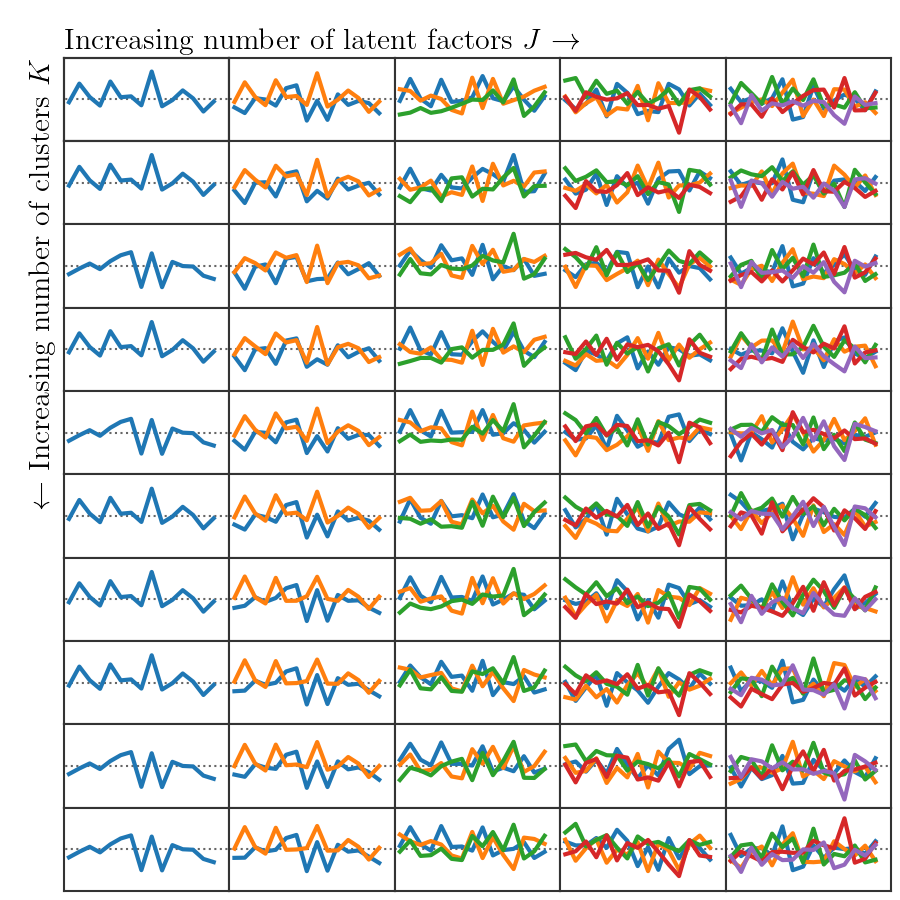 Increasing number of latent factors J →
← Increasing number of clusters K